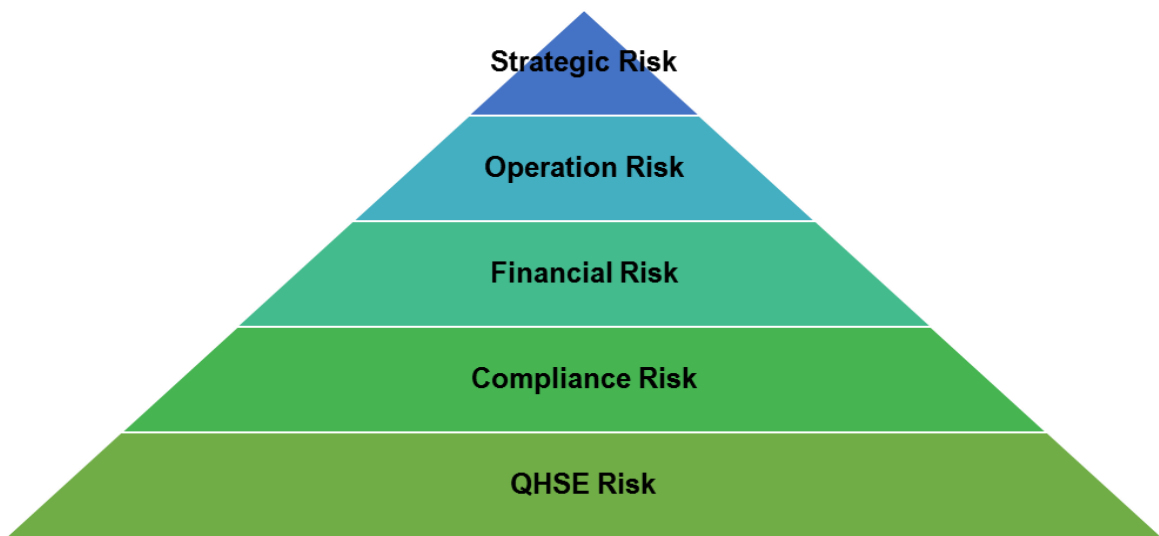 Strategic Risk
Operation Risk
Financial Risk
Compliance Risk
QHSE Risk